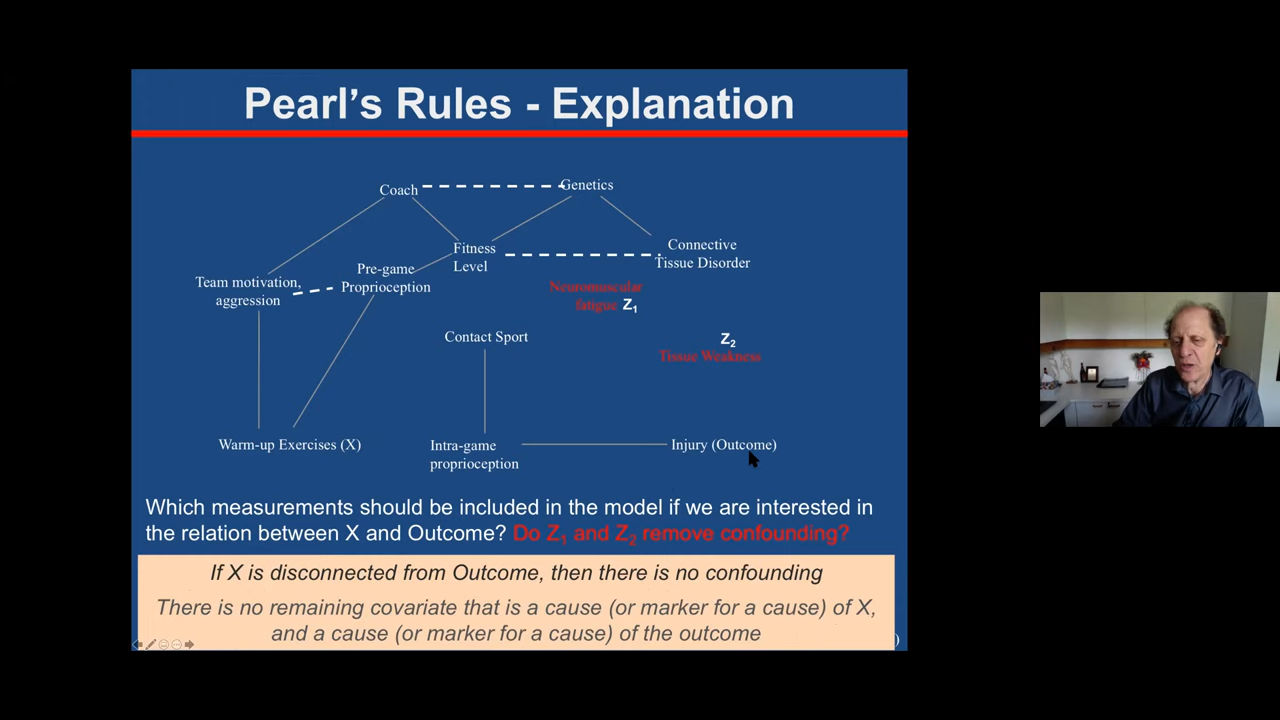 Pearl's Rules - Explanation
Coach
Genetics
Fitness
Level
Connective
Tissue Disorder
Pre-game
Proprioception
Team motivation,
aggression
Neuromuscular
fatigue Z1
Contact Sport
Z2
Tissue Weakness
Warm-up Exercises (X)
Intra-game
proprioception
Injury (Outcome)
Which measurements should be included in the model if we are interested in
the relation between X and Outcome? Do Z1 and Z2 remove confounding?
If X is disconnected from Outcome, then there is no confounding
There is no remaining covariate that is a cause (or marker for a cause) of X,
and a cause (or marker for a cause) of the outcome
)